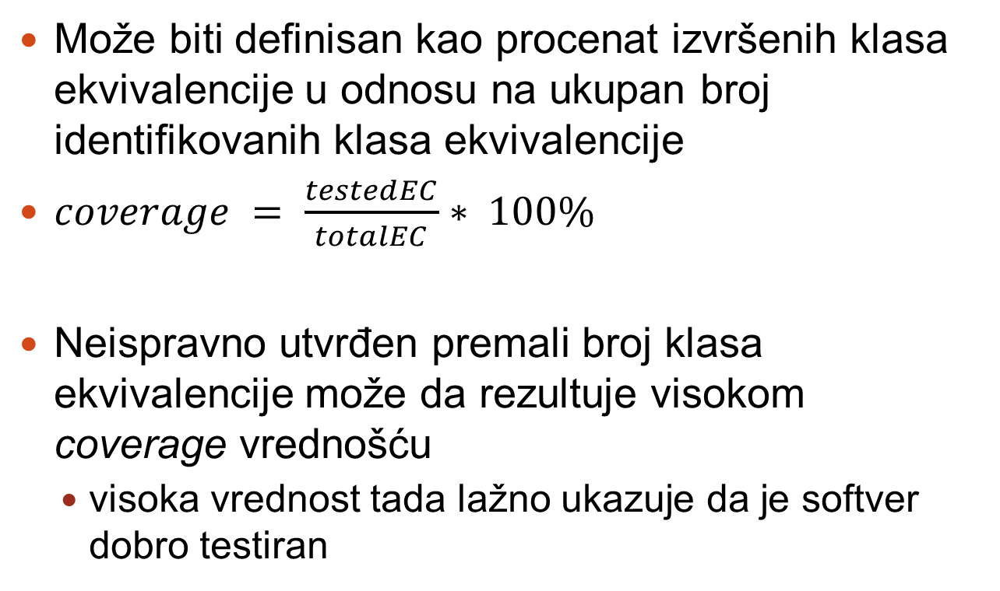 • Može biti definisan kao procenat izvršenih klasa
ekvivalencije u odnosu na ukupan broj
identifikovanih klasa ekvivalencije
• coverage = testedEC / totalEC * 100%
• Neispravno utvrđen premali broj klasa
ekvivalencije može da rezultuje visokom
coverage vrednošću
• visoka vrednost tada lažno ukazuje da je softver
dobro testiran